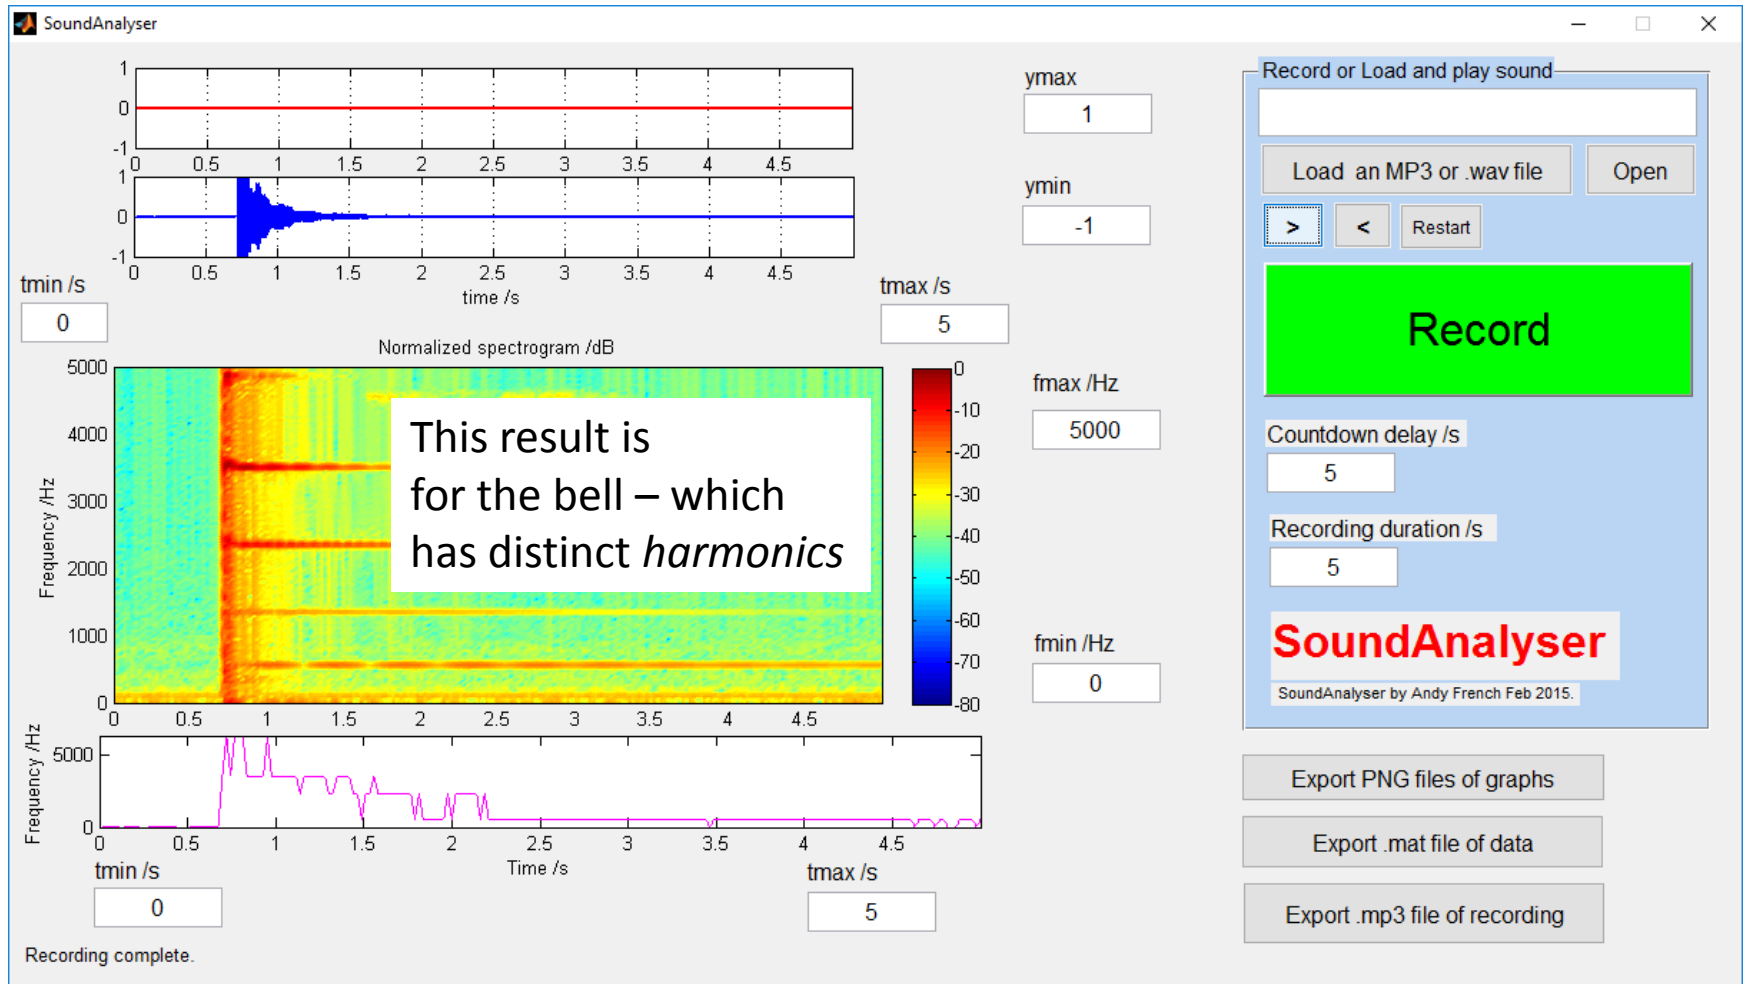 SoundAnalyser
1
0
-1
0 0.5 1 1.5 2 2.5 3 3.5 4 4.5
1
0
-1
0 0.5 1 1.5 2 2.5 3 3.5 4 4.5
time /s
tmin /s
0
tmax /s
5
ymax
1
ymin
-1
Normalized spectrogram /dB
5000
4000
3000
2000
1000
0
Frequency /Hz
0 0.5 1 1.5 2 2.5 3 3.5 4 4.5
This result is
for the bell – which
has distinct harmonics
0
-10
-20
-30
-40
-50
-60
-70
-80
fmax /Hz
5000
fmin /Hz
0
5000
0
Frequency /Hz
0 0.5 1 1.5 2 2.5 3 3.5 4 4.5
Time /s
tmin /s
0
tmax /s
5
Recording complete.
Record or Load and play sound
Load an MP3 or .wav file
Open
>
<
Restart
Record
Countdown delay /s
5
Recording duration /s
5
SoundAnalyser
SoundAnalyser by Andy French Feb 2015.
Export PNG files of graphs
Export .mat file of data
Export .mp3 file of recording